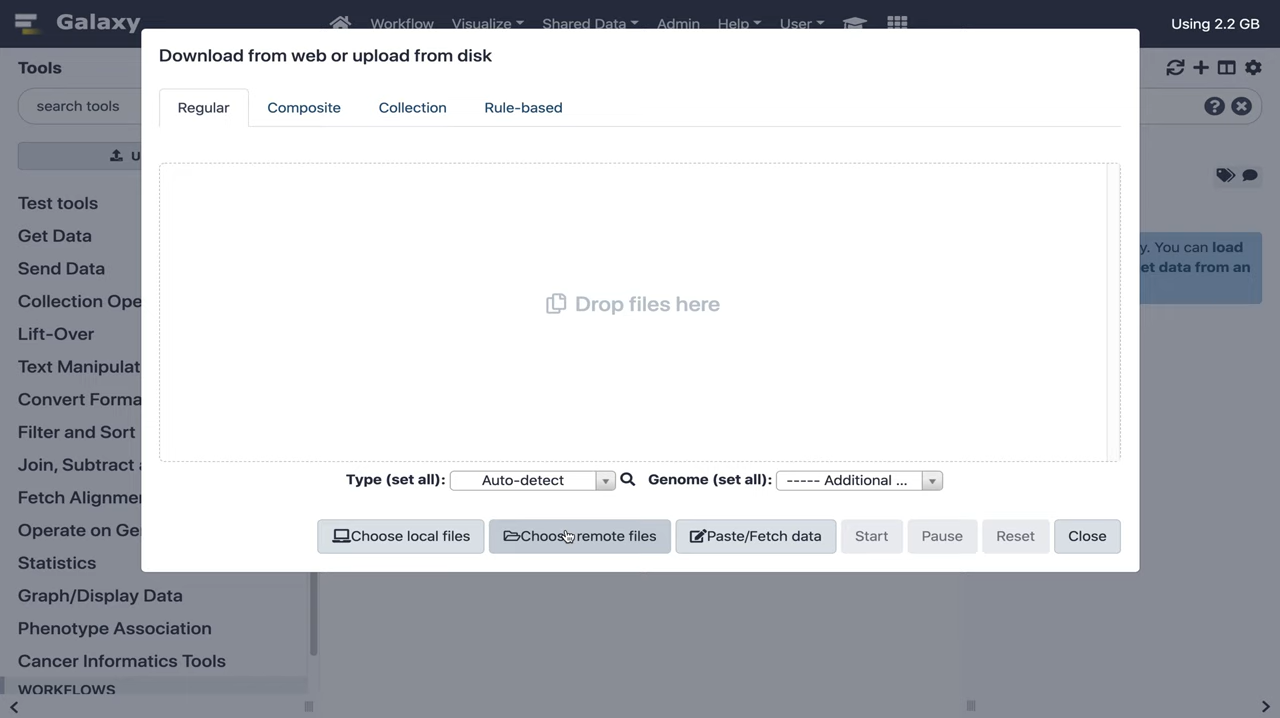 Galaxy
Workflow Visualize Shared Data Admin Help User
Using 2.2 GB
Tools
search tools
U
Test tools
Get Data
Send Data
Collection Ope
Lift-Over
Text Manipulat
Convert Forma
Filter and Sort
Join, Subtract
Fetch Alignmen
Operate on Ge
Statistics
Graph/Display Data
Phenotype Association
Cancer Informatics Tools
WORKFLOWS
Download from web or upload from disk
Regular Composite Collection Rule-based
Drop files here
Type (set all): Auto-detect Genome (set all): ----- Additional ...
Choose local files Choose remote files Paste/Fetch data Start Pause Reset Close
y. You can load
et data from an